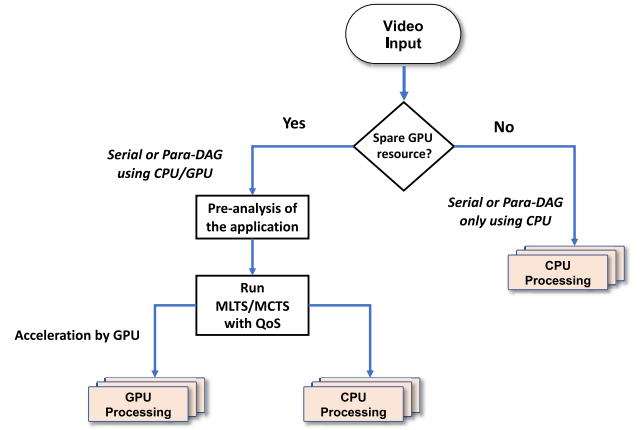 Video
Input
Spare GPU
resource?
Yes
No
Serial or Para-DAG
using CPU/GPU
Serial or Para-DAG
only using CPU
Pre-analysis of
the application
CPU
Processing
Run
MLTS/MCTS
with QoS
Acceleration by GPU
GPU
Processing
CPU
Processing